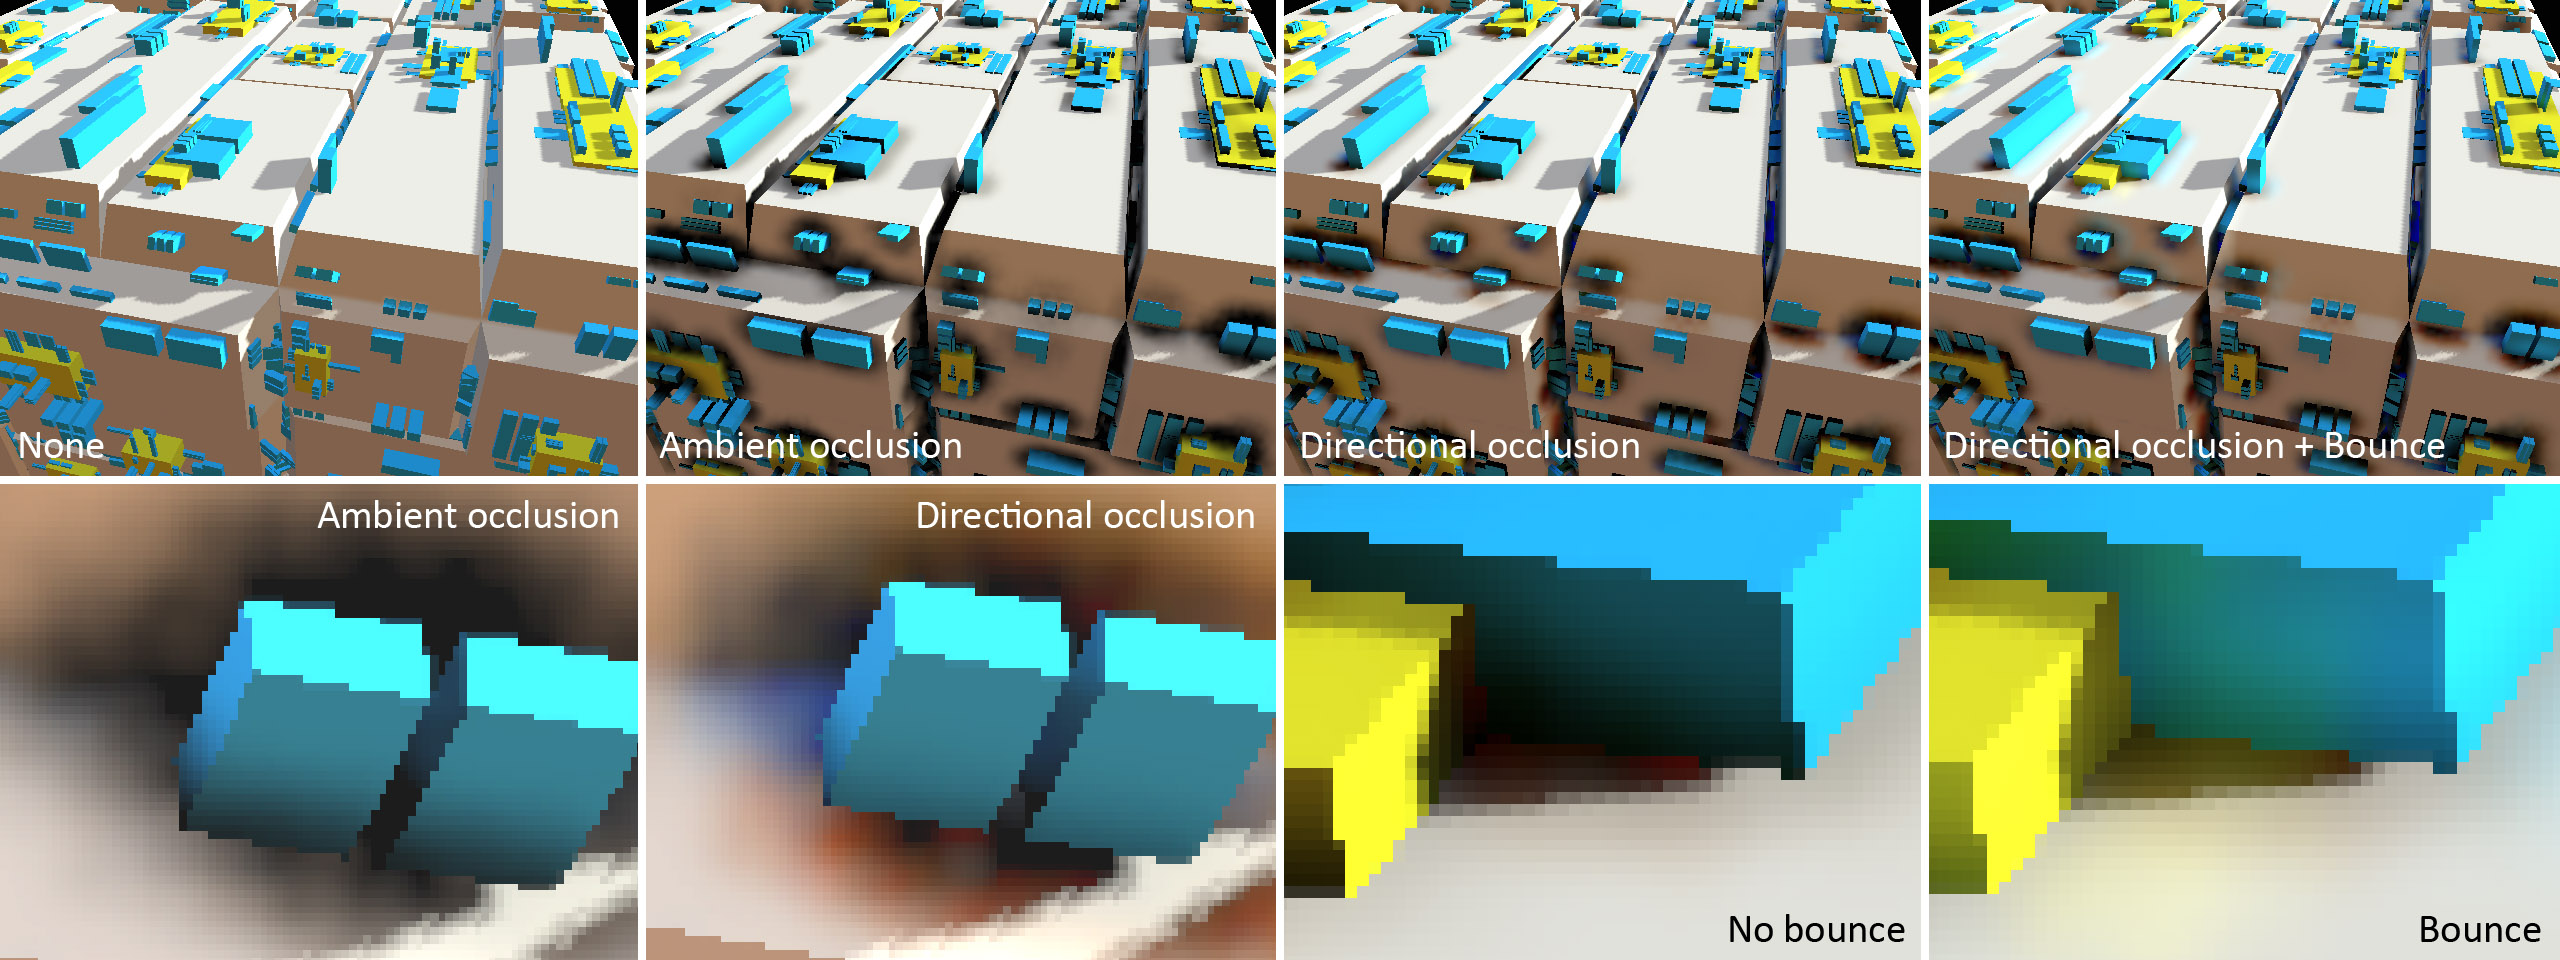 None
Ambient occlusion
Directional occlusion
Directional occlusion + Bounce
Ambient occlusion
Directional occlusion
No bounce
Bounce